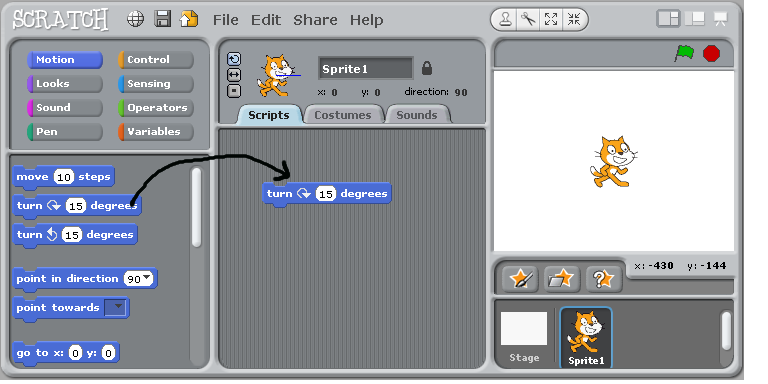 SCRATCH File Edit Share Help
Motion Control
Looks Sensing
Sound Operators
Pen Variables
move 10 steps
turn 15 degrees
turn 15 degrees
point in direction 90
point towards
go to x: 0 y: 0
Sprite1
x: 0 y: 0 direction: 90
Scripts Costumes Sounds
turn 15 degrees
x: -430 y: -144
Stage
Sprite1